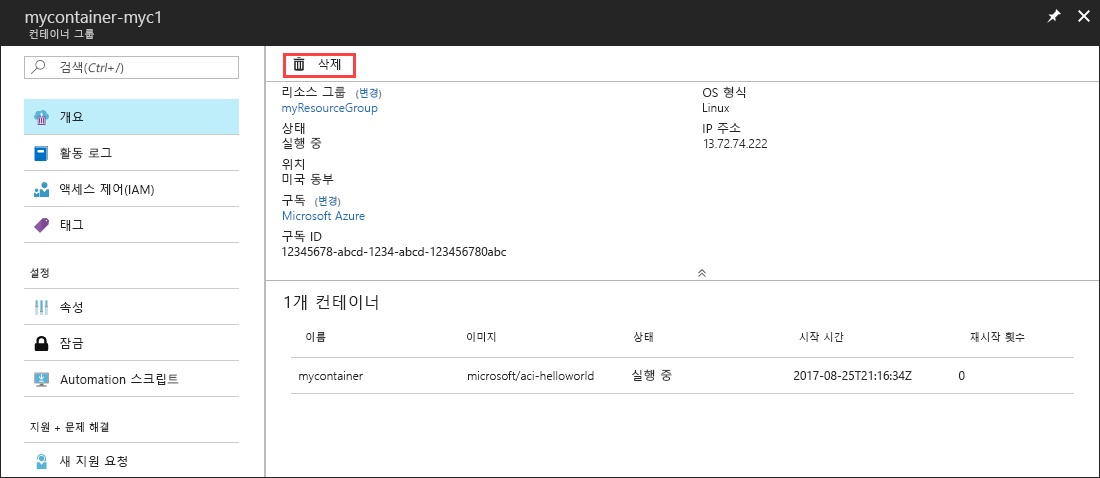 mycontainer-myc1
컨테이너 그룹
검색(Ctrl+/)
개요
활동 로그
액세스 제어(IAM)
태그
설정
속성
잠금
Automation 스크립트
지원 + 문제 해결
새 지원 요청
삭제
리소스 그룹 (변경)
myResourceGroup
상태
실행 중
위치
미국 동부
구독 (변경)
Microsoft Azure
구독 ID
12345678-abcd-1234-abcd-123456780abc
OS 형식
Linux
IP 주소
13.72.74.222
1개 컨테이너
이름 이미지 상태 시작 시간 재시작 횟수
mycontainer microsoft/aci-helloworld 실행 중 2017-08-25T21:16:34Z 0